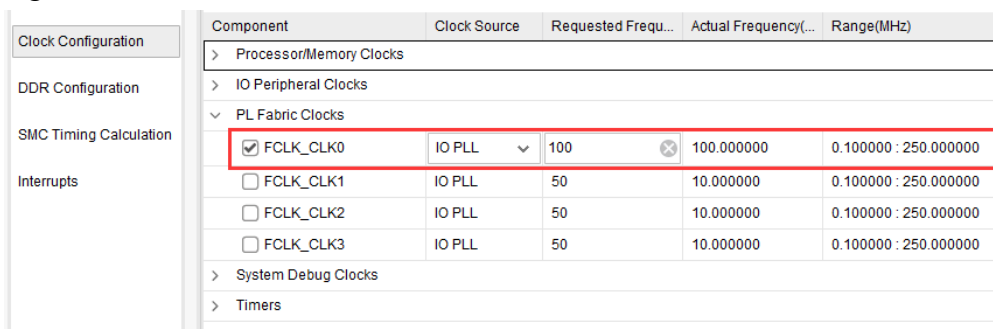 Clock Configuration
DDR Configuration
SMC Timing Calculation
Interrupts
Component Clock Source Requested Frequ... Actual Frequency(... Range(MHz)
> Processor/Memory Clocks
> IO Peripheral Clocks
PL Fabric Clocks
FCLK_CLK0 IO PLL 100 100.000000 0.100000 : 250.000000
FCLK_CLK1 IO PLL 50 10.000000 0.100000 : 250.000000
FCLK_CLK2 IO PLL 50 10.000000 0.100000 : 250.000000
FCLK_CLK3 IO PLL 50 10.000000 0.100000 : 250.000000
> System Debug Clocks
> Timers